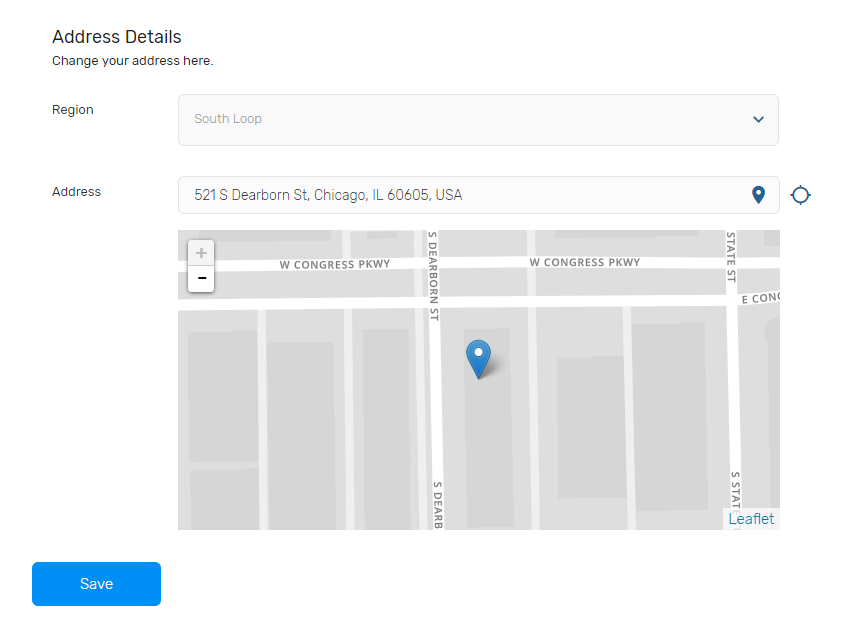 Address Details
Change your address here.
Region
South Loop
Address
521 S Dearborn St, Chicago, IL 60605, USA
+
-
W CONGRESS PKWY
S DEARBORN ST
W CONGRESS PKWY
STATE ST
E CONG
S DEARB
S STATE
Leaflet
Save